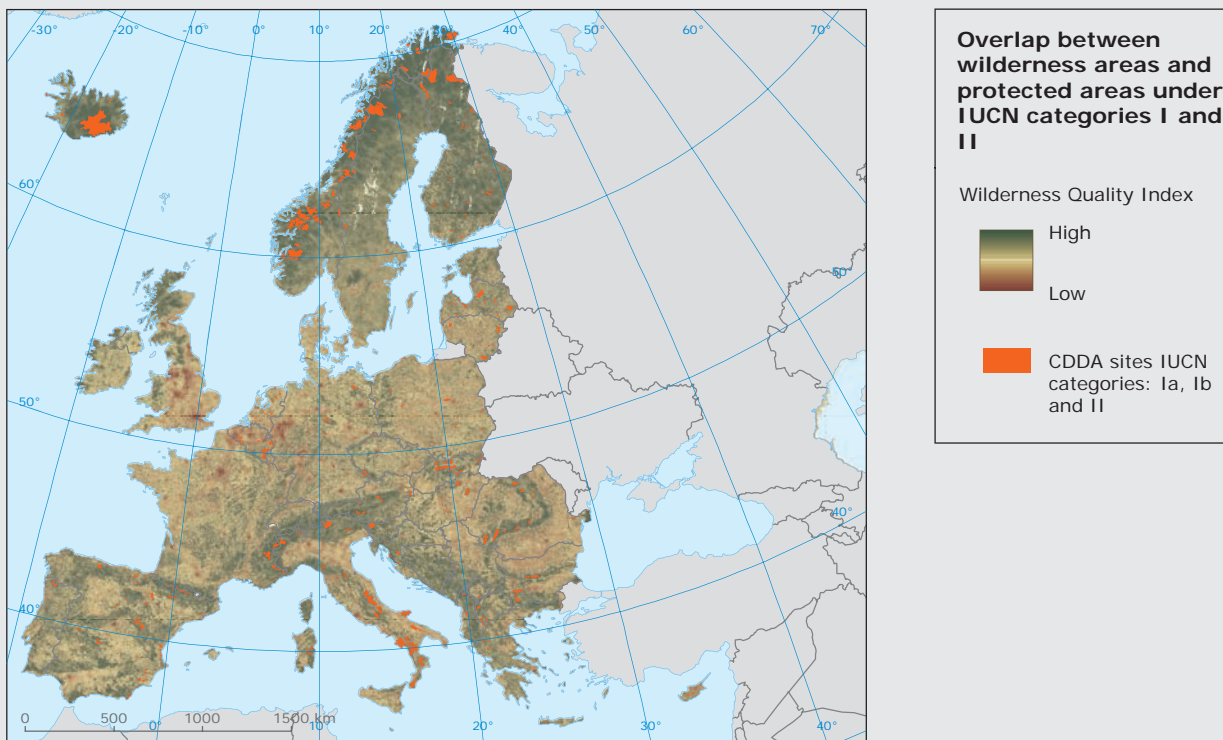 -30° -20° -10° 0° 10° 20° 30° 40° 50° 60° 70°
60°
50°
50°
40°
40°
0 500 1000 1500 km
0° 10° 20° 30° 40°
Overlap between
wilderness areas and
protected areas under
IUCN categories I and
II
Wilderness Quality Index
High
Low
CDDA sites IUCN
categories: Ia, Ib
and II